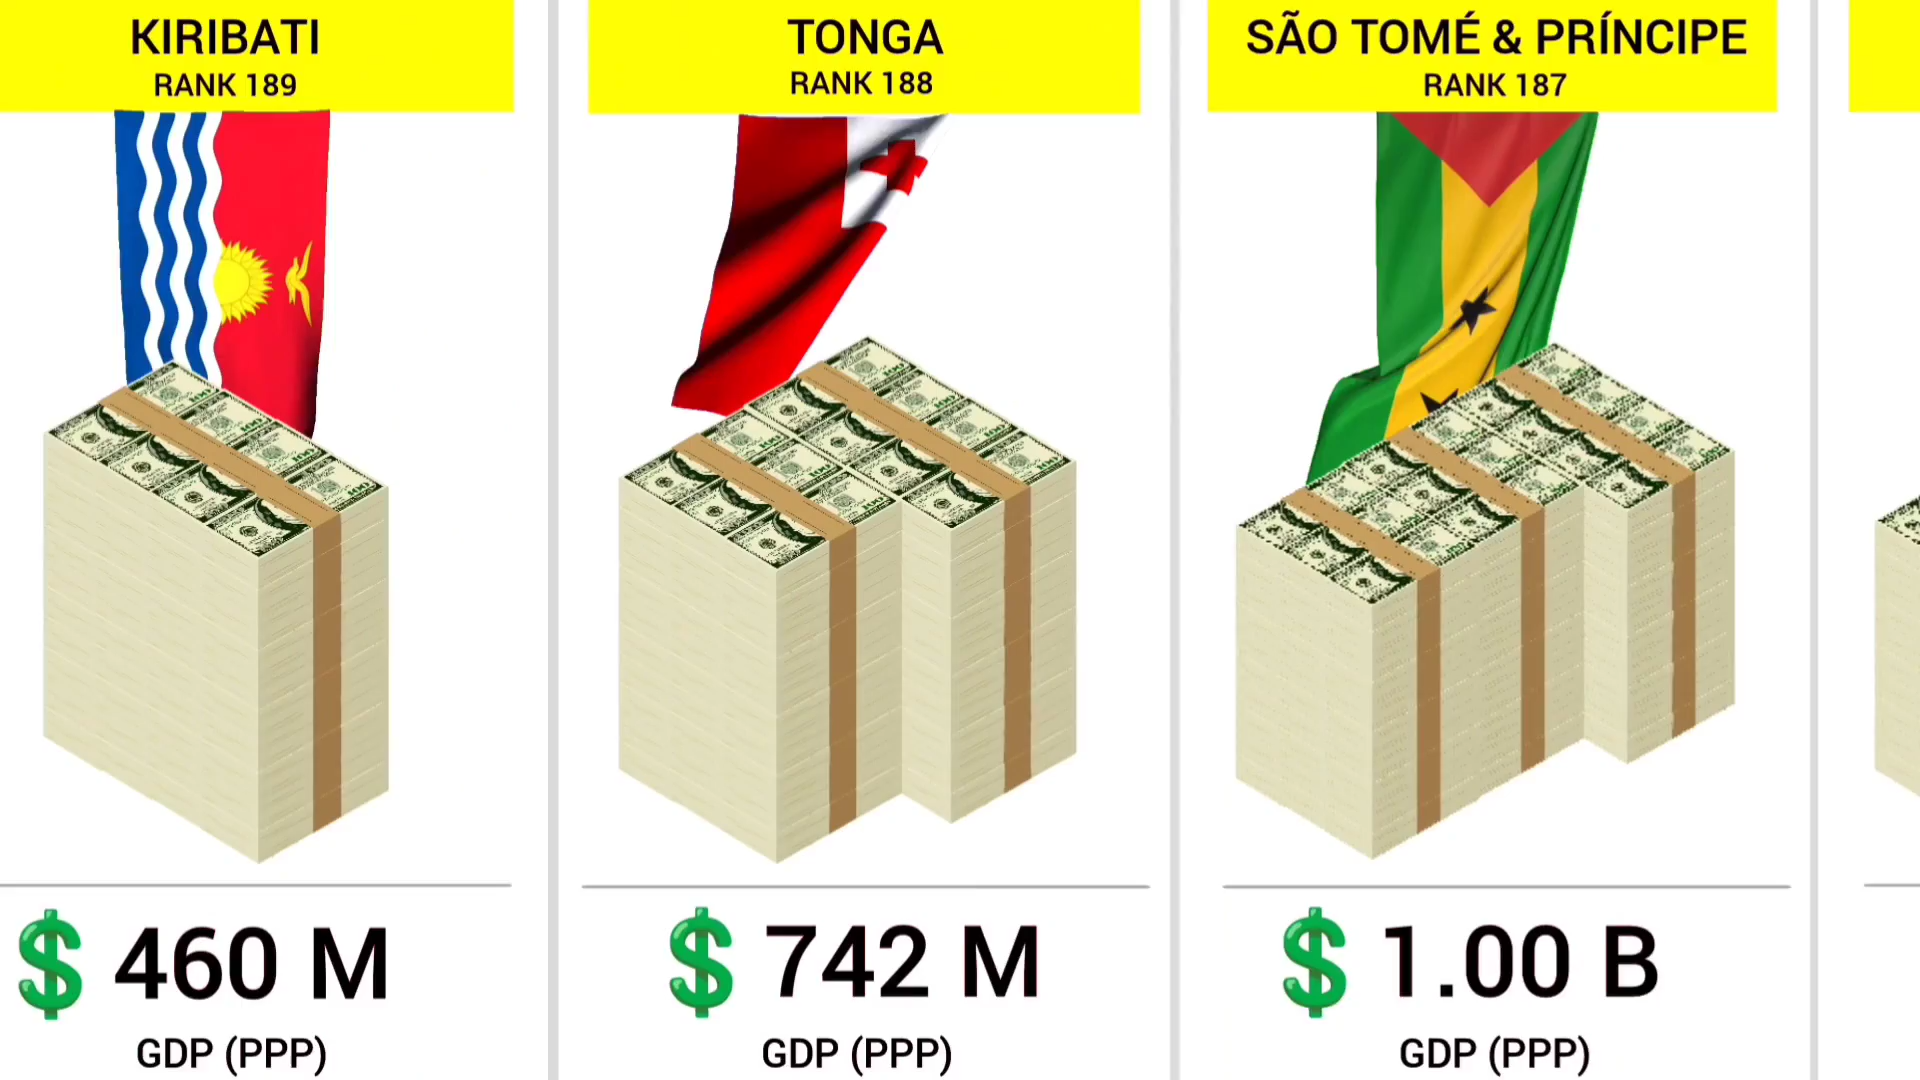 KIRIBATI
RANK 189
$ 460 M
GDP (PPP)
TONGA
RANK 188
$ 742 M
GDP (PPP)
SÃO TOMÉ & PRÍNCIPE
RANK 187
$ 1.00 B
GDP (PPP)